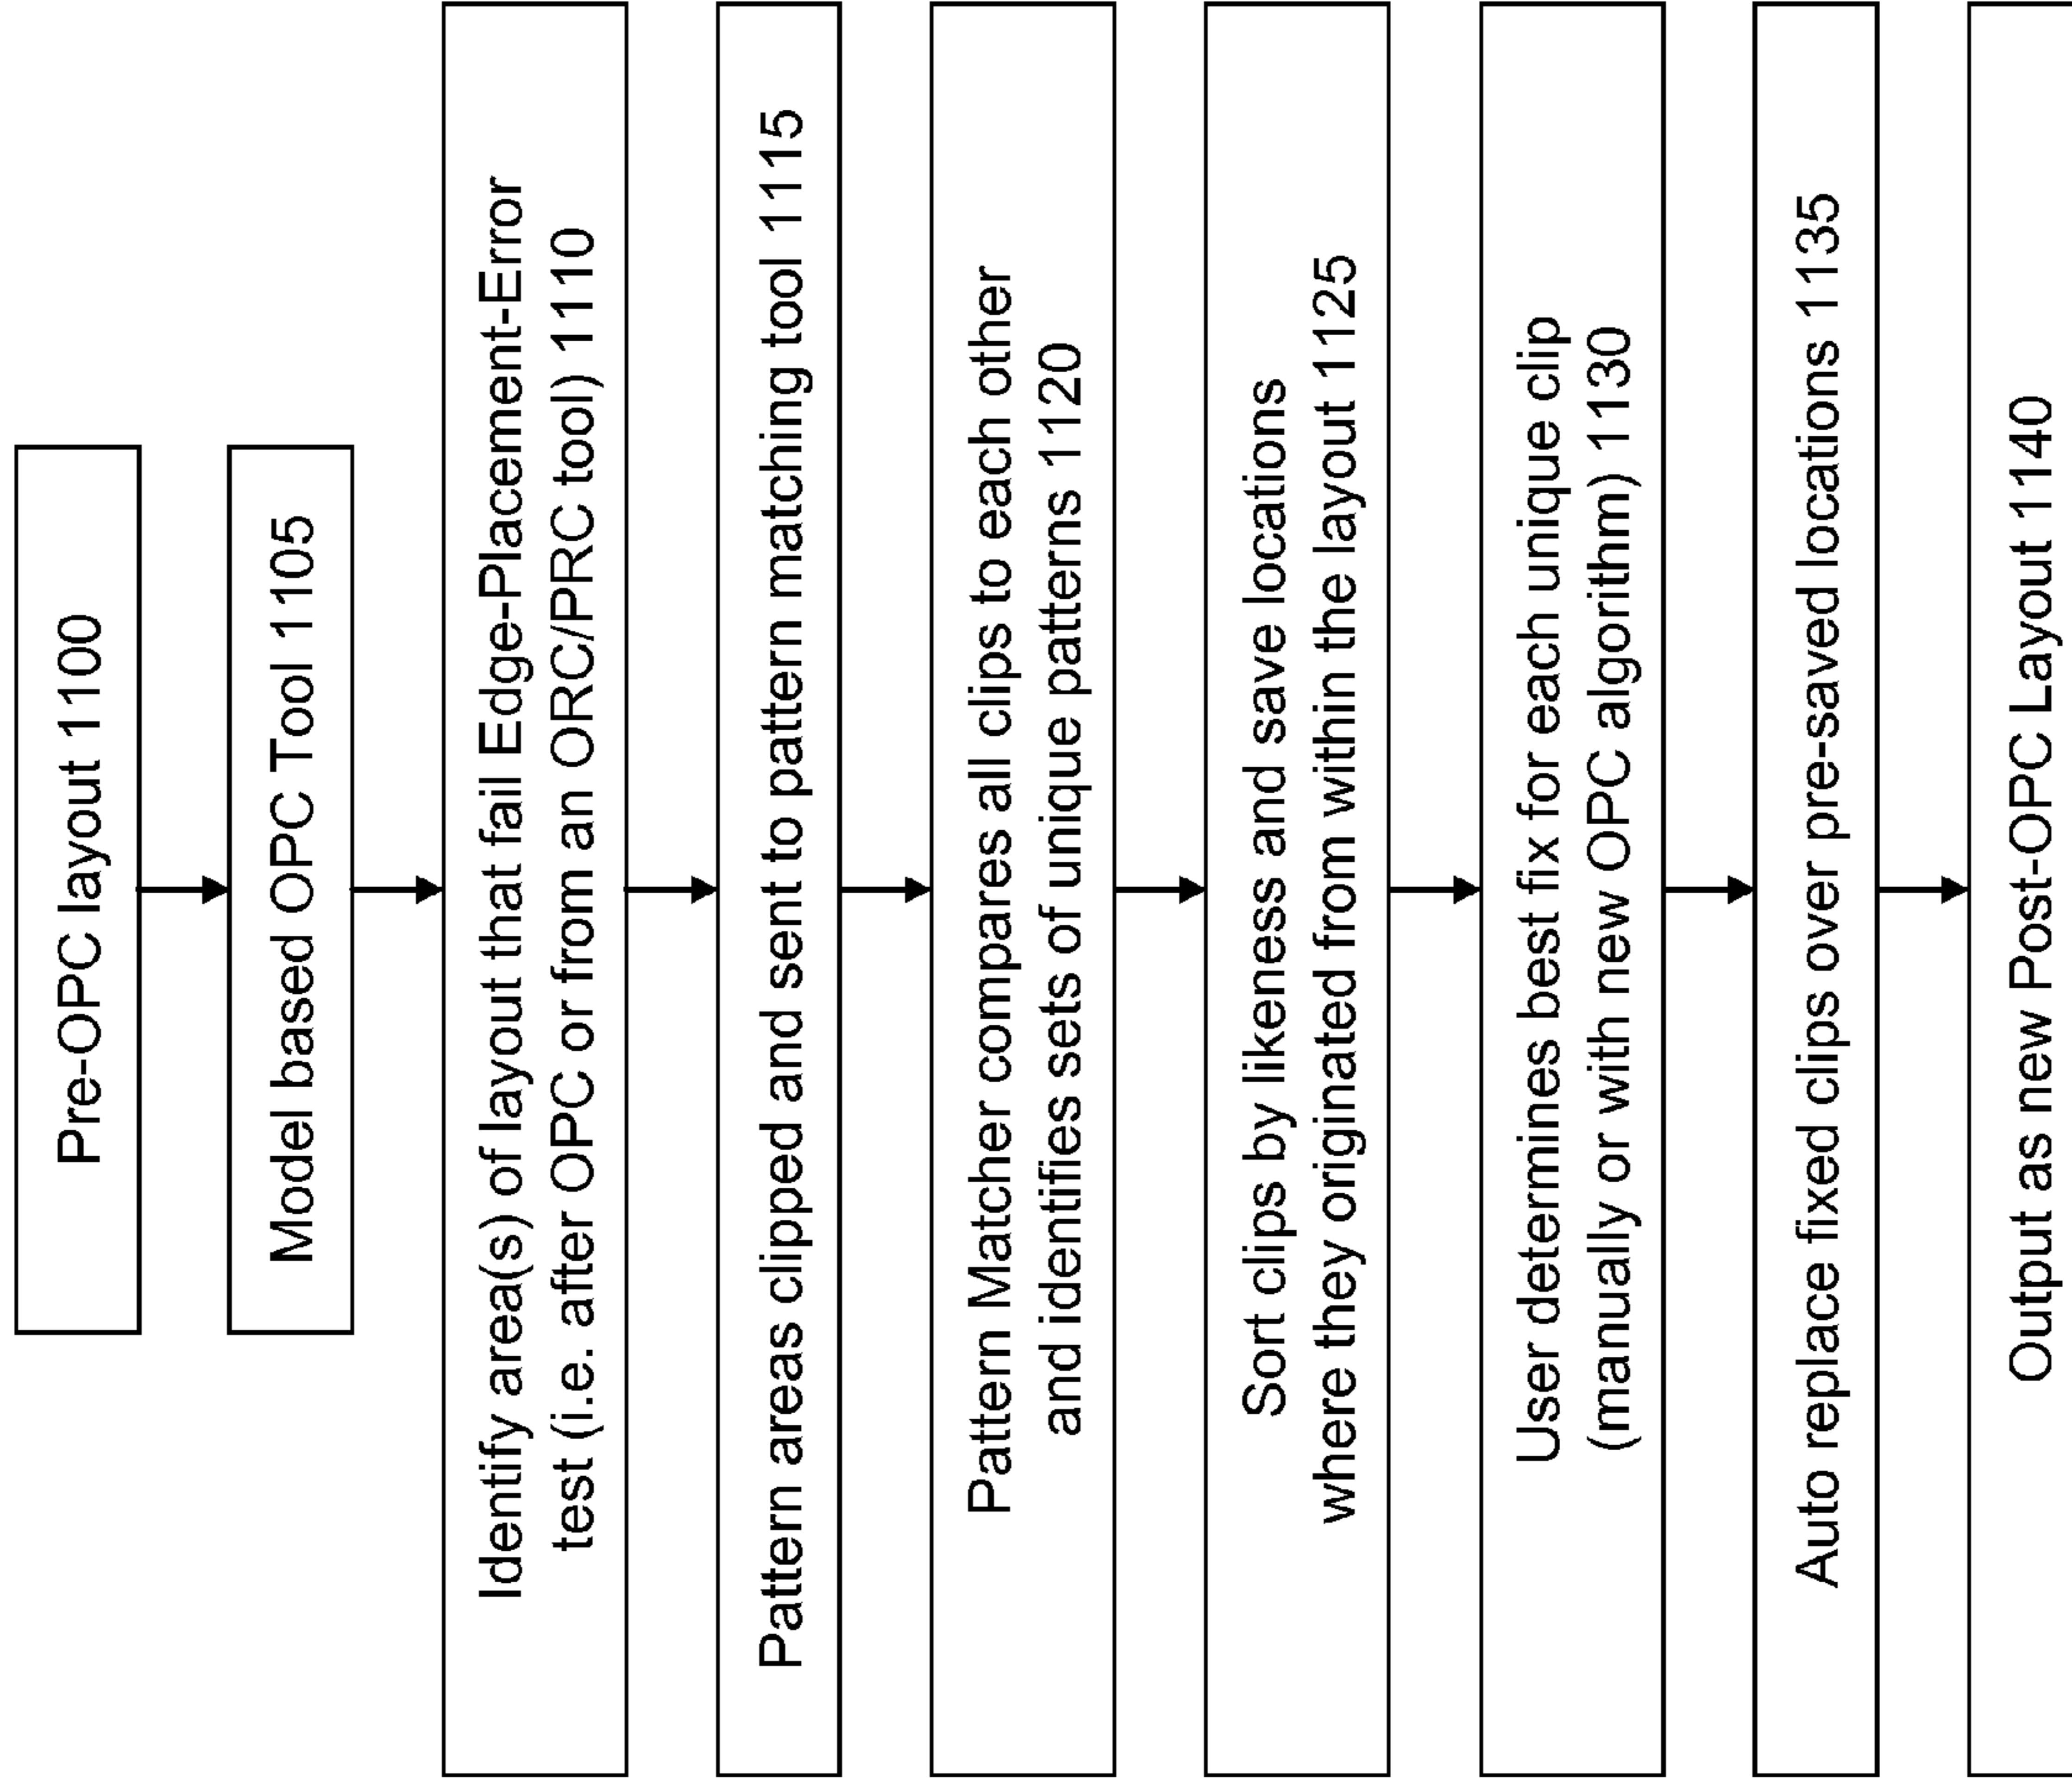 Pre-OPC layout 1100
Model based OPC Tool 1105
Identify area(s) of layout that fail Edge-Placement-Error
test (i.e. after OPC or from an ORC/PRC tool) 1110
Pattern areas clipped and sent to pattern matching tool 1115
Pattern Matcher compares all clips to each other
and identifies sets of unique patterns 1120
Sort clips by likeness and save locations
where they originated from within the layout 1125
User determines best fix for each unique clip
(manually or with new OPC algorithm) 1130
Auto replace fixed clips over pre-saved locations 1135
Output as new Post-OPC Layout 1140